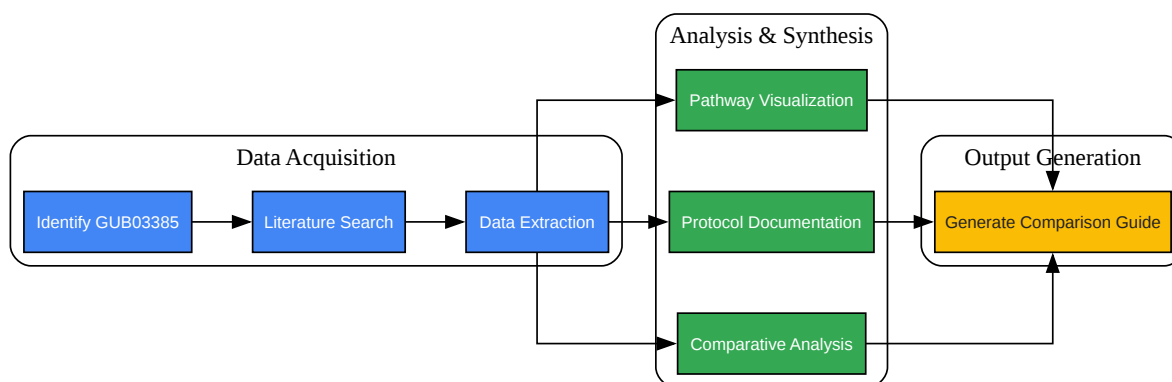 Data Acquisition
Identify GUB03385
Literature Search
Data Extraction
Analysis & Synthesis
Pathway Visualization
Protocol Documentation
Comparative Analysis
Output Generation
Generate Comparison Guide